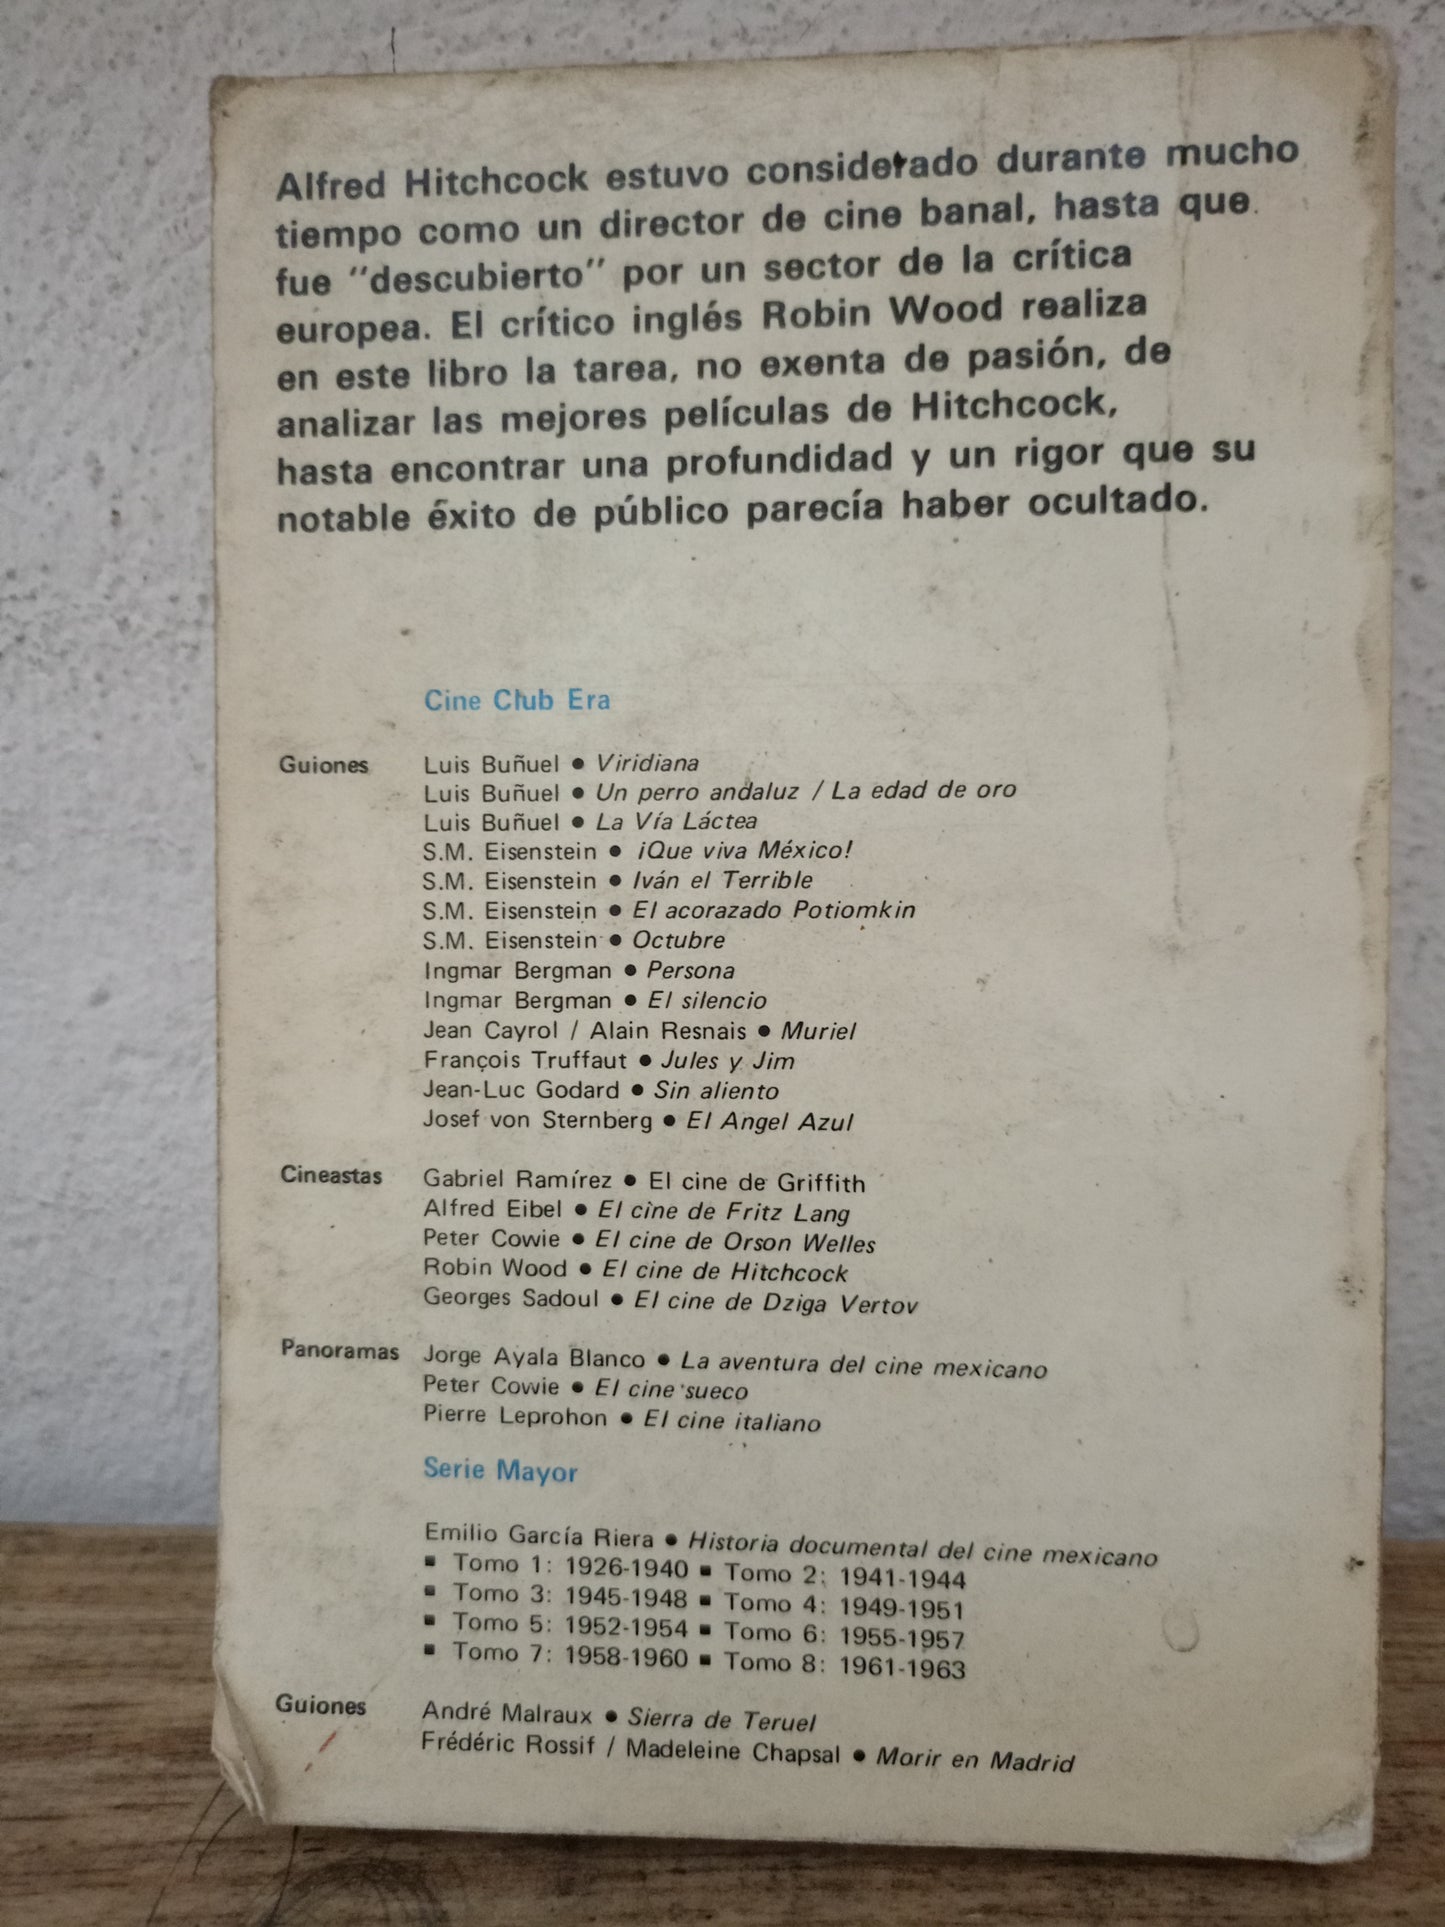 Alfred Hitchcock estuvo considerado durante mucho
tiempo como un director de cine banal, hasta que
fue "descubierto" por un sector de la crítica
europea. El crítico inglés Robin Wood realiza
en este libro la tarea, no exenta de pasión, de
analizar las mejores películas de Hitchcock,
hasta encontrar una profundidad y un rigor que su
notable éxito de público parecía haber ocultado.
Cine Club Era
Guiones Luis Buñuel ● Viridiana
Luis Buñuel ● Un perro andaluz / La edad de oro
Luis Buñuel ● La Vía Láctea
S.M. Eisenstein ● ¡Que viva México!
S.M. Eisenstein ● Iván el Terrible
S.M. Eisenstein ● El acorazado Potiomkin
S.M. Eisenstein ● Octubre
Ingmar Bergman ● Persona
Ingmar Bergman ● El silencio
Jean Cayrol / Alain Resnais ● Muriel
François Truffaut ● Jules y Jim
Jean-Luc Godard ● Sin aliento
Josef von Sternberg ● El Angel Azul
Cineastas Gabriel Ramírez ● El cine de Griffith
Alfred Eibel ● El cine de Fritz Lang
Peter Cowie ● El cine de Orson Welles
Robin Wood ● El cine de Hitchcock
Georges Sadoul ● El cine de Dziga Vertov
Panoramas Jorge Ayala Blanco ● La aventura del cine mexicano
Peter Cowie ● El cine sueco
Pierre Leprohon ● El cine italiano
Serie Mayor
Emilio García Riera ● Historia documental del cine mexicano
▪ Tomo 1: 1926-1940 ▪ Tomo 2: 1941-1944
▪ Tomo 3: 1945-1948 ▪ Tomo 4: 1949-1951
▪ Tomo 5: 1952-1954 ▪ Tomo 6: 1955-1957
▪ Tomo 7: 1958-1960 ▪ Tomo 8: 1961-1963
Guiones André Malraux ● Sierra de Teruel
Frédéric Rossif / Madeleine Chapsal ● Morir en Madrid